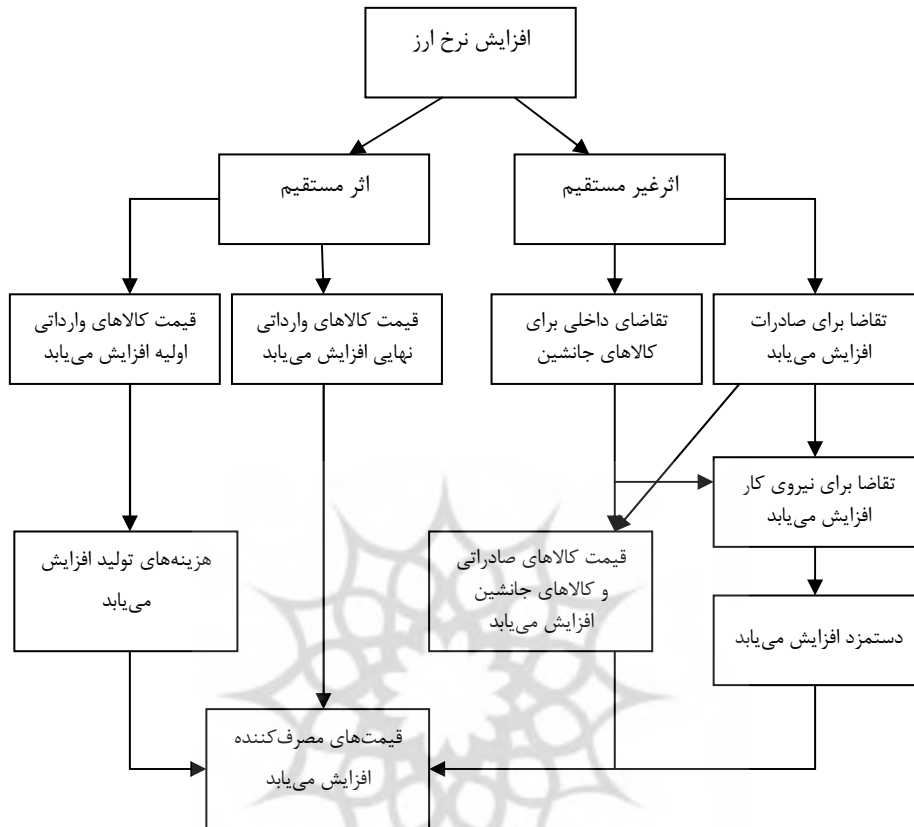 افزایش نرخ ارز
اثرغیر مستقیم
اثر مستقیم
تقاضا برای صادرات
افزایش می‌یابد
تقاضای داخلی برای
کالاهای جانشین
قیمت کالاهای وارداتی
نهایی افزایش می‌یابد
قیمت کالاهای وارداتی
اولیه افزایش می‌یابد
تقاضا برای نیروی کار
افزایش می‌یابد
قیمت کالاهای صادراتی
و کالاهای جانشین
افزایش می‌یابد
هزینه‌های تولید افزایش
می‌یابد
دستمزد افزایش می‌یابد
قیمت‌های مصرف‌کننده
افزایش می‌یابد